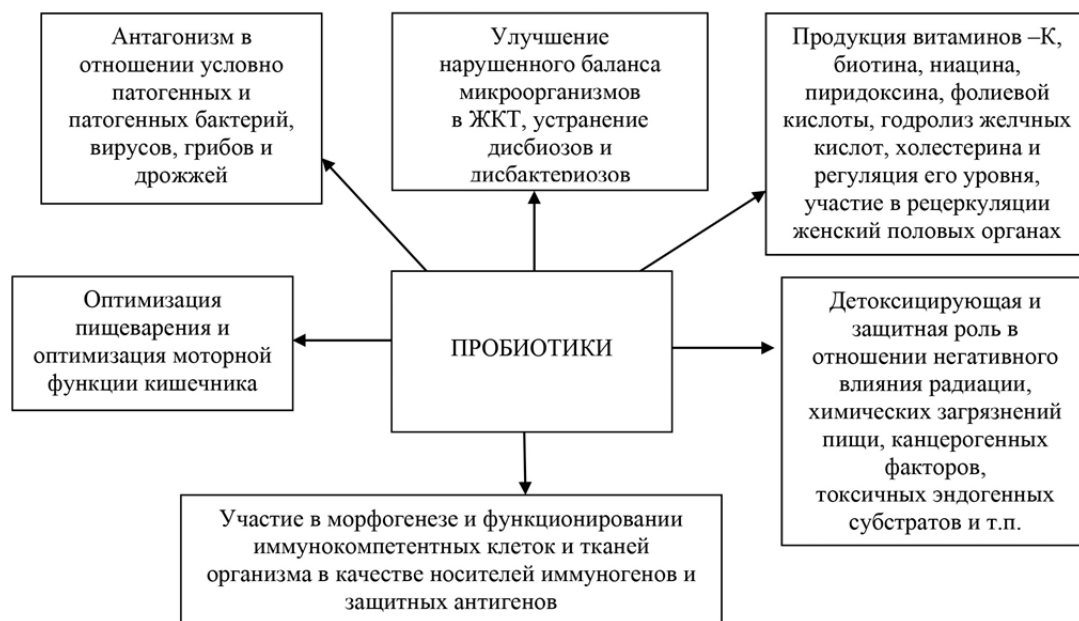 Антагонизм в
отношении условно
патогенных и
патогенных бактерий,
вирусов, грибов и
дрожжей
Улучшение
нарушенного баланса
микроорганизмов
в ЖКТ, устранение
дисбиозов и
дисбактериозов
Продукция витаминов –К,
биотина, ниацина,
пиридоксина, фолиевой
кислоты, годролиз желчных
кислот, холестерина и
регуляция его уровня,
участие в рецеркуляции
женский половых органах
Оптимизация
пищеварения и
оптимизация моторной
функции кишечника
ПРОБИОТИКИ
Детоксицирующая и
защитная роль в
отношении негативного
влияния радиации,
химических загрязнений
пищи, канцерогенных
факторов,
токсичных эндогенных
субстратов и т.п.
Участие в морфогенезе и функционировании
иммунокомпетентных клеток и тканей
организма в качестве носителей иммуногенов и
защитных антигенов